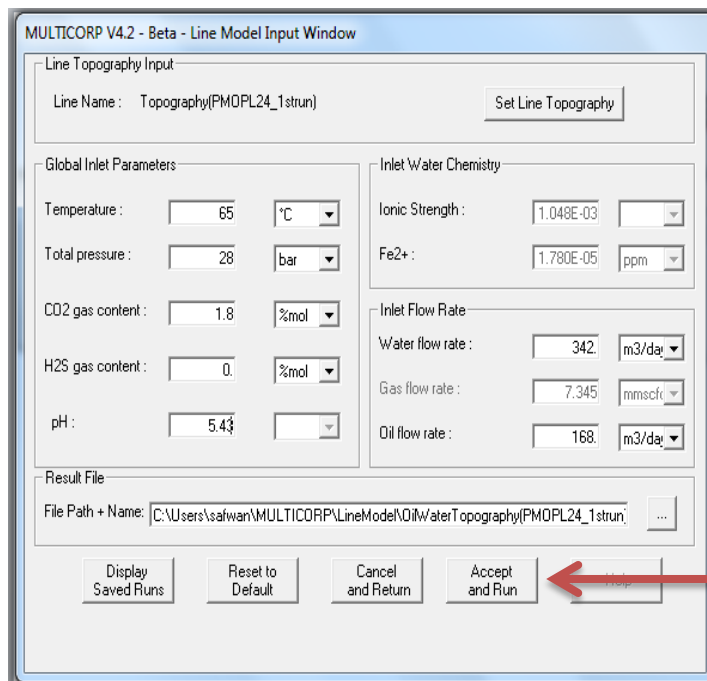 MULTICORP V4.2 - Beta - Line Model Input Window
Line Topography Input
Line Name : Topography(PMOPL24_1strun)
Set Line Topography
Global Inlet Parameters
Temperature : 65 °C
Total pressure : 28 bar
CO2 gas content : 1.8 %mol
H2S gas content : 0. %mol
pH : 5.43
Inlet Water Chemistry
Ionic Strength : 1.048E-03
Fe2+ : 1.780E-05 ppm
Inlet Flow Rate
Water flow rate : 342. m3/day
Gas flow rate : 7.345 mmscfd
Oil flow rate : 168. m3/day
Result File
File Path + Name: C:\Users\safwan\MULTICORP\LineModel\OilWaterTopography(PMOPL24_1strun) ...
Display Saved Runs
Reset to Default
Cancel and Return
Accept and Run
Help